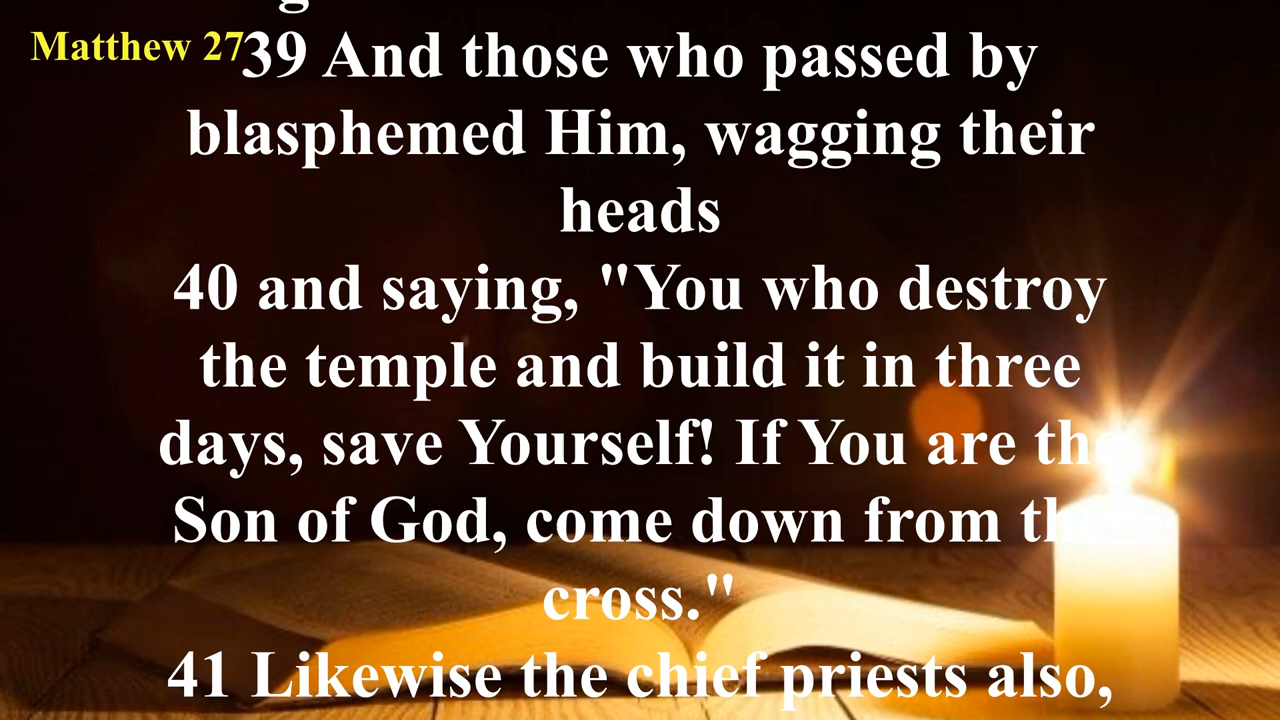 Matthew 27
39 And those who passed by
blasphemed Him, wagging their
heads
40 and saying, "You who destroy
the temple and build it in three
days, save Yourself! If You are the
Son of God, come down from the
cross."
41 Likewise the chief priests also,